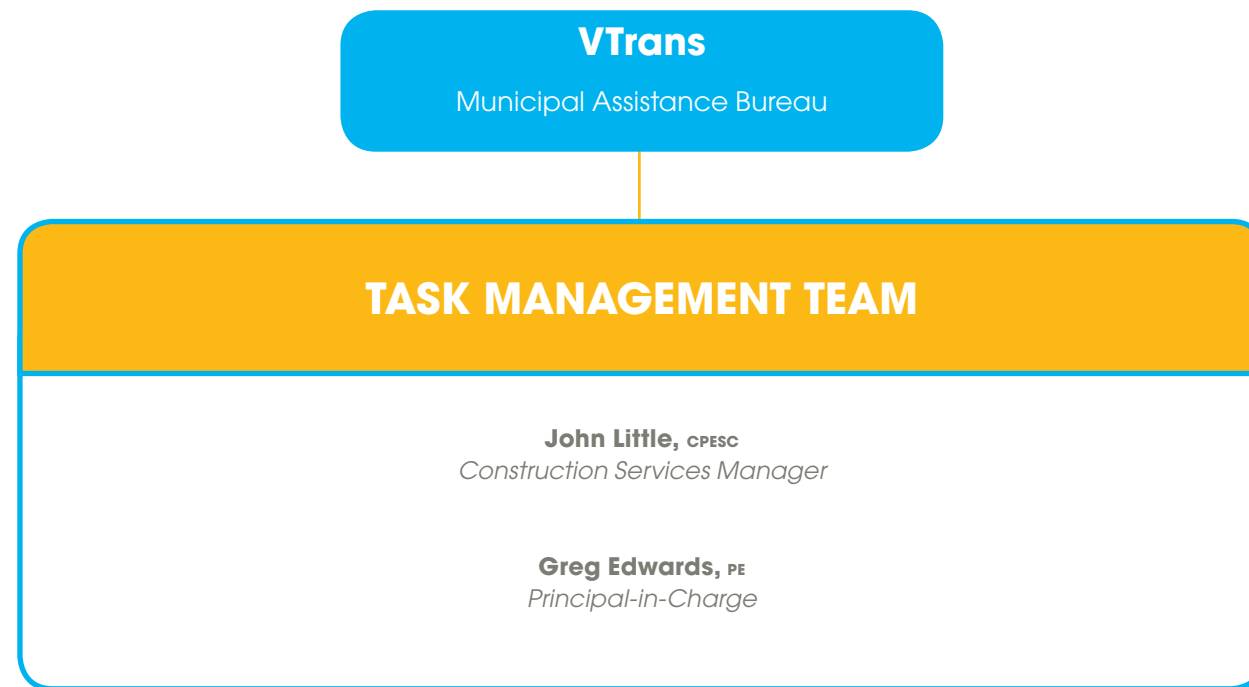 VTrans
Municipal Assistance Bureau
TASK MANAGEMENT TEAM
John Little, CPESC
Construction Services Manager
Greg Edwards, PE
Principal-in-Charge